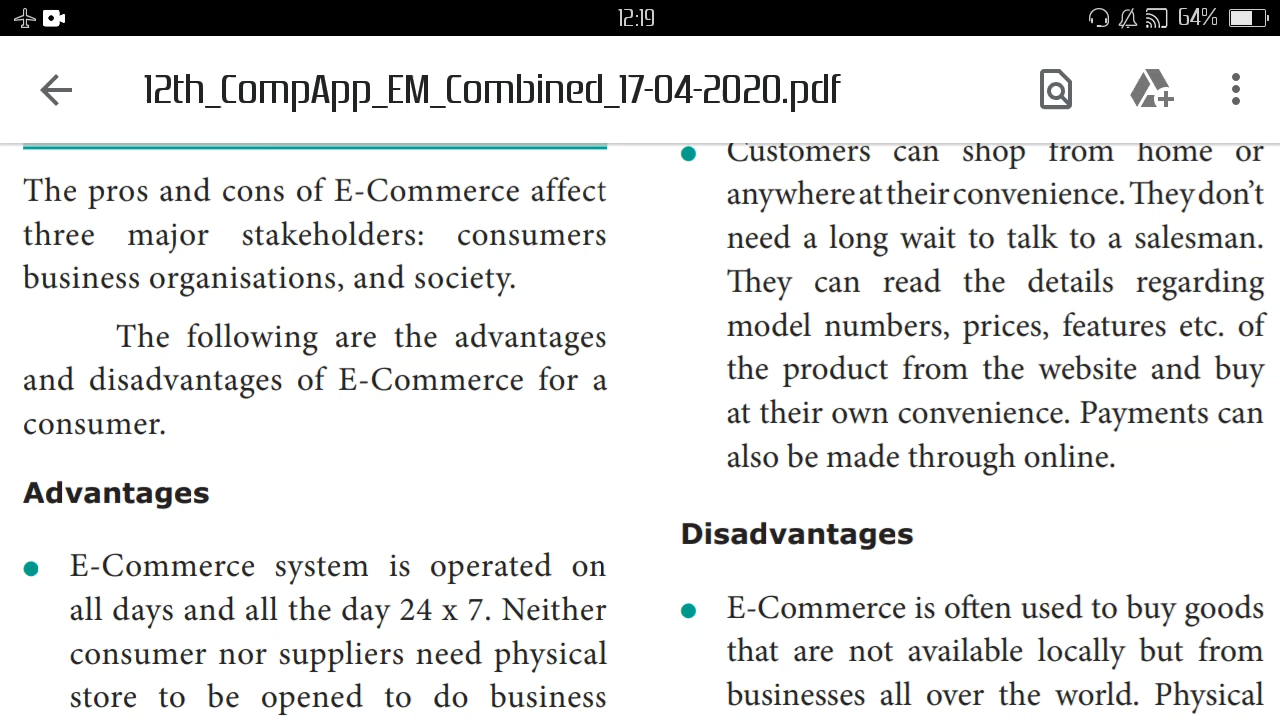 12:19
64%
12th_CompApp_EM_Combined_17-04-2020.pdf
The pros and cons of E-Commerce affect
three major stakeholders: consumers
business organisations, and society.
The following are the advantages
and disadvantages of E-Commerce for a
consumer.
Advantages
● E-Commerce system is operated on
all days and all the day 24 x 7. Neither
consumer nor suppliers need physical
store to be opened to do business
● Customers can shop from home or
anywhere at their convenience. They don't
need a long wait to talk to a salesman.
They can read the details regarding
model numbers, prices, features etc. of
the product from the website and buy
at their own convenience. Payments can
also be made through online.
Disadvantages
● E-Commerce is often used to buy goods
that are not available locally but from
businesses all over the world. Physical